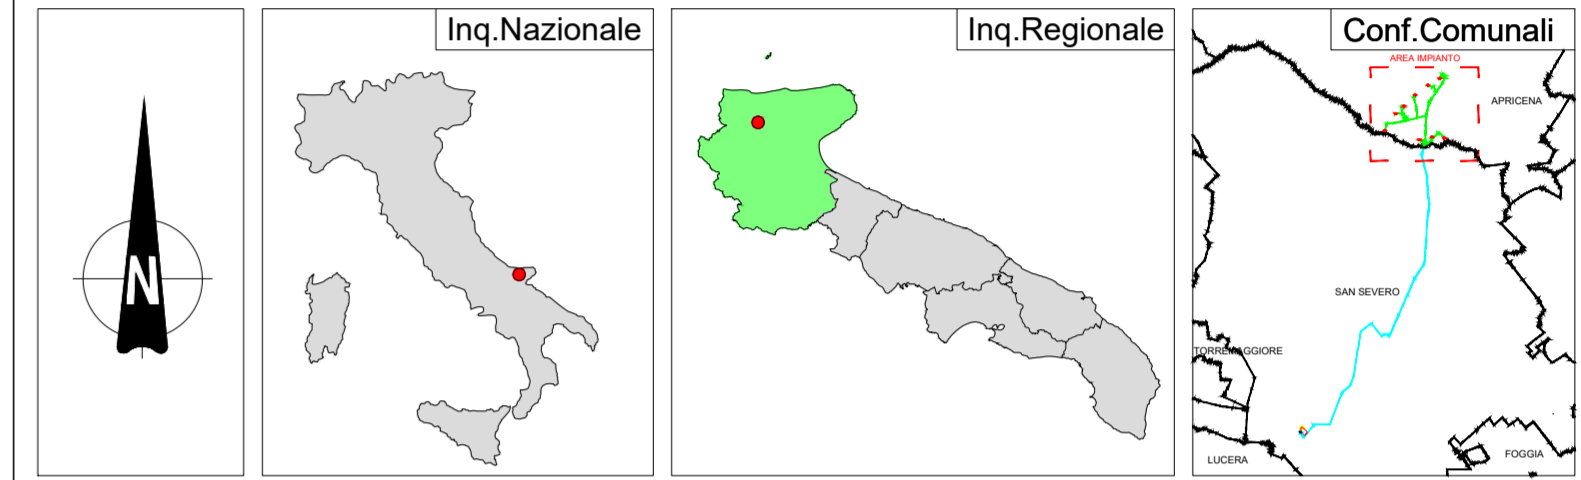 N
Inq.Nazionale
Inq.Regionale
Conf.Comunali
AREA IMPIANTO
APRICENA
SAN SEVERO
TORREMAGGIORE
LUCERA
FOGGIA